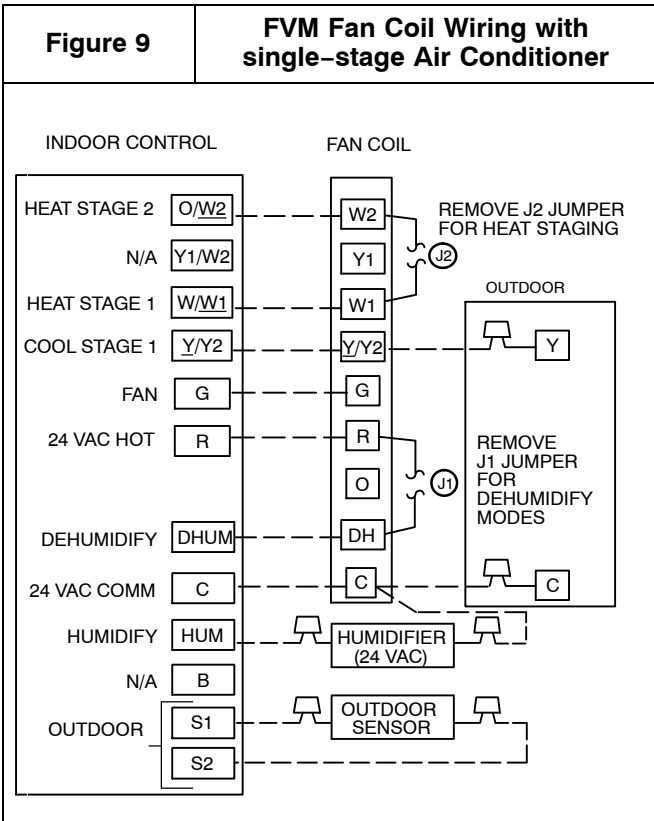 Figure 9
FVM Fan Coil Wiring with
single−stage Air Conditioner
INDOOR CONTROL
FAN COIL
HEAT STAGE 2 O/W2 W2
REMOVE J2 JUMPER
FOR HEAT STAGING
N/A Y1/W2 Y1 J2
OUTDOOR
HEAT STAGE 1 W/W1 W1
COOL STAGE 1 Y/Y2 Y/Y2 Y
FAN G G
24 VAC HOT R R
REMOVE
J1 JUMPER
FOR
DEHUMIDIFY
MODES
O J1
DEHUMIDIFY DHUM DH
24 VAC COMM C C C
HUMIDIFY HUM
HUMIDIFIER
(24 VAC)
N/A B
OUTDOOR S1
OUTDOOR
SENSOR
S2